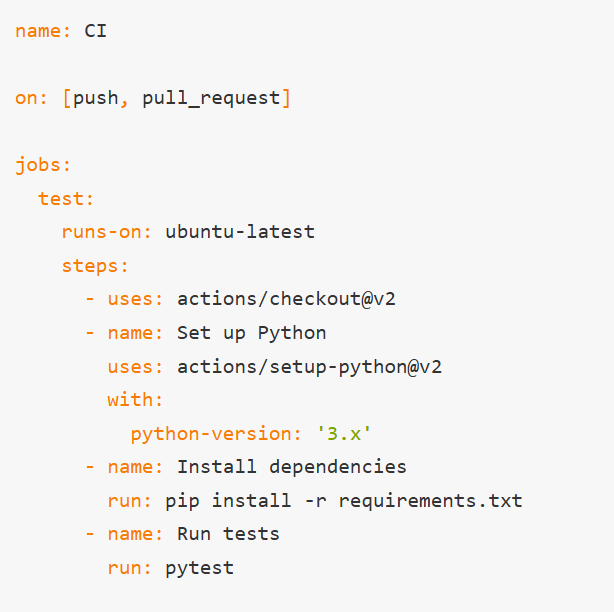 name: CI

on: [push, pull_request]

jobs:
  test:
    runs-on: ubuntu-latest
    steps:
      - uses: actions/checkout@v2
      - name: Set up Python
        uses: actions/setup-python@v2
        with:
          python-version: '3.x'
      - name: Install dependencies
        run: pip install -r requirements.txt
      - name: Run tests
        run: pytest